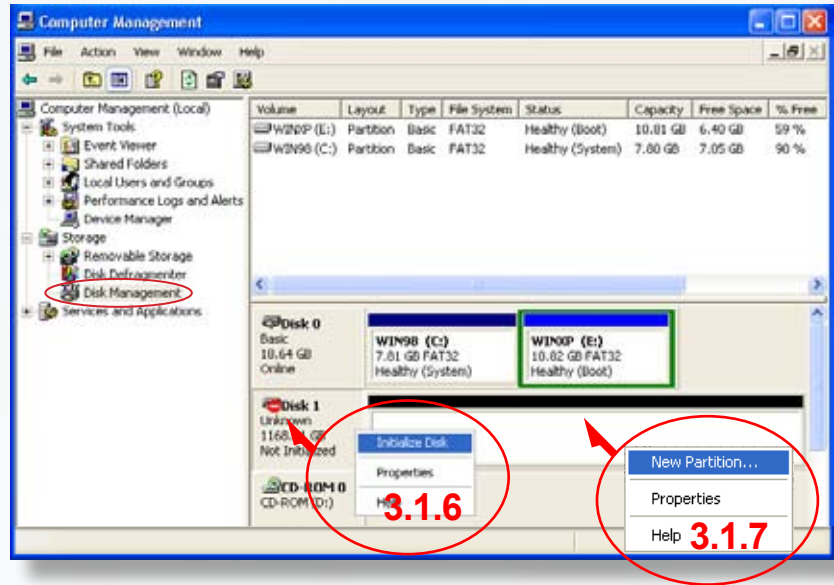 Computer Management
File Action View Window Help
Computer Management (Local)
System Tools
Event Viewer
Shared Folders
Local Users and Groups
Performance Logs and Alerts
Device Manager
Storage
Removable Storage
Disk Defragmenter
Disk Management
Services and Applications
Volume Layout Type File System Status Capacity Free Space % Free
WINXP (E:) Partition Basic FAT32 Healthy (Boot) 10.81 GB 6.40 GB 59 %
WIN98 (C:) Partition Basic FAT32 Healthy (System) 7.80 GB 7.05 GB 90 %
Disk 0
Basic
18.64 GB
Online
WIN98 (C:)
7.81 GB FAT32
Healthy (System)
WINXP (E:)
10.82 GB FAT32
Healthy (Boot)
Disk 1
Unknown
GB
Not Initialized
Initialize Disk
Properties
Help
3.1.6
New Partition...
Properties
Help
3.1.7
CD-ROM 0
CD-ROM (D:)